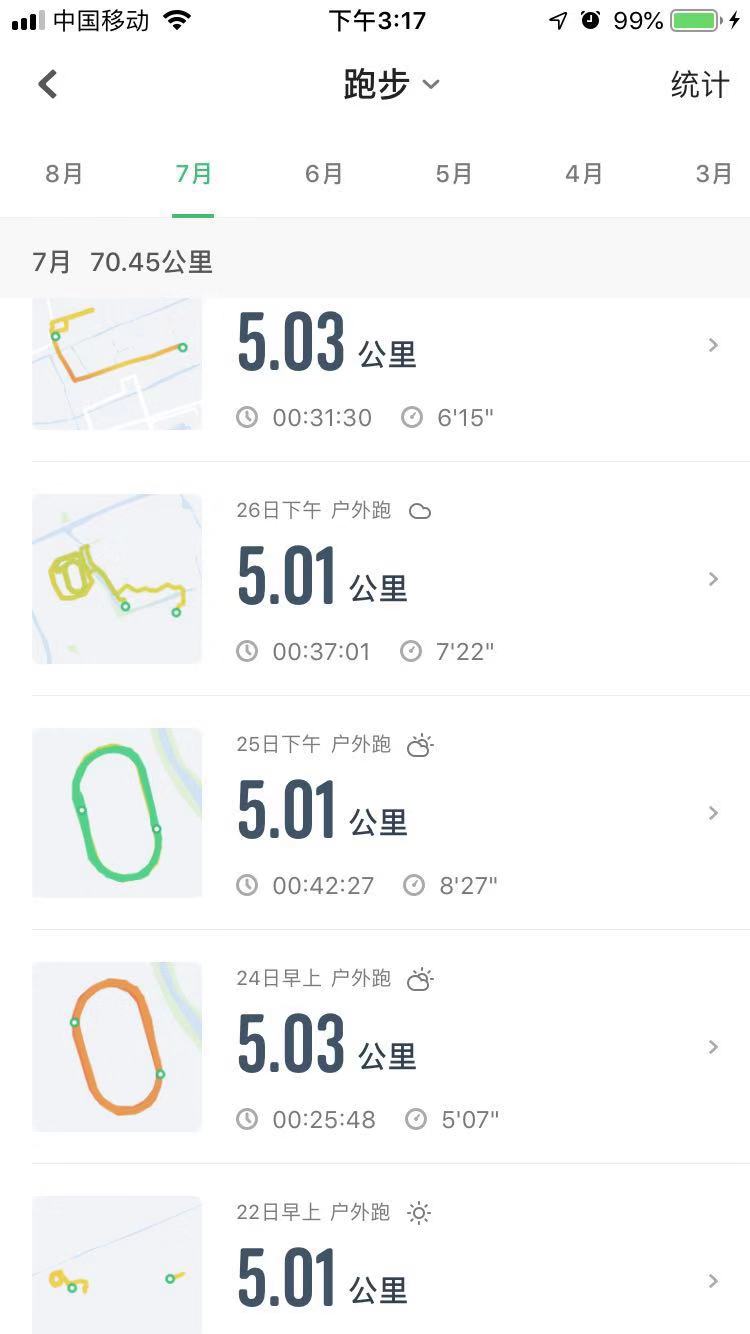 中国移动 下午3:17 99%
跑步 统计
8月 7月 6月 5月 4月 3月
7月 70.45公里
5.03 公里
00:31:30 6'15"
26日下午 户外跑
5.01 公里
00:37:01 7'22"
25日下午 户外跑
5.01 公里
00:42:27 8'27"
24日早上 户外跑
5.03 公里
00:25:48 5'07"
22日早上 户外跑
5.01 公里